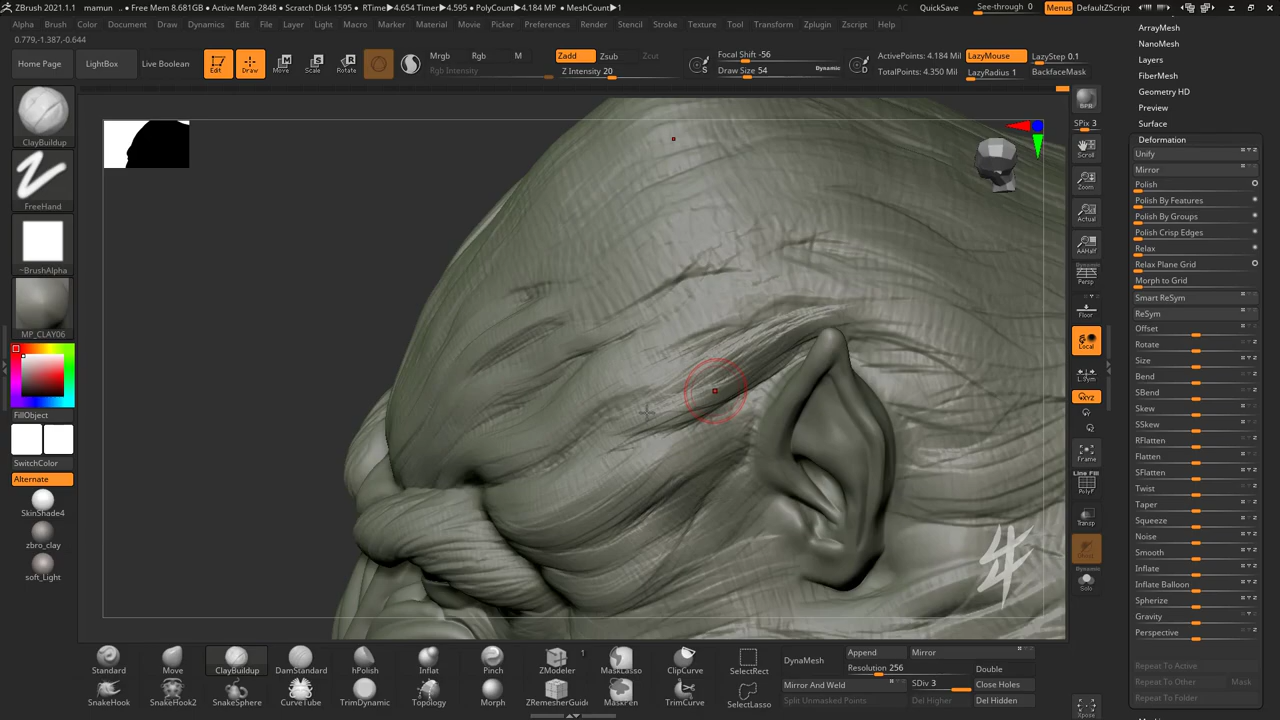 ZBrush 2021.1.1 mamun .. • Free Mem 8.681GB • Active Mem 2848 • Scratch Disk 1595 • RTime▶4.654 Timer▶4.595 • PolyCount▶4.184 MP • MeshCount▶1
AC QuickSave See-through 0 Menus DefaultZScript
Alpha Brush Color Document Draw Dynamics Edit File Layer Light Macro Marker Material Movie Picker Preferences Render Stencil Stroke Texture Tool Transform Zplugin Zscript Help
0.779,-1.387,-0.644
Home Page
LightBox
Live Boolean
Edit
Draw
Move
Scale
Rotate
Mrgb Rgb M
Rgb Intensity
Zadd Zsub Zcut
Z Intensity 20
Focal Shift -56
Draw Size 54
Dynamic
ActivePoints: 4.184 Mil
TotalPoints: 4.350 Mil
LazyMouse
LazyRadius 1
LazyStep 0.1
BackfaceMask
ClayBuildup
FreeHand
~BrushAlpha
MP_CLAY06
FillObject
SwitchColor
Alternate
SkinShade4
zbro_clay
soft_Light
BPR
SPix 3
Scroll
Zoom
Actual
AAHalf
Dynamic
Persp
Floor
Local
L.Sym
XYZ
Frame
Line Fill
PolyF
Transp
Dynamic
Solo
Xpose
ArrayMesh
NanoMesh
Layers
FiberMesh
Geometry HD
Preview
Surface
Deformation
Unify
Mirror
Polish
Polish By Features
Polish By Groups
Polish Crisp Edges
Relax
Relax Plane Grid
Morph to Grid
Smart ReSym
ReSym
Offset
Rotate
Size
Bend
SBend
Skew
SSkew
RFlatten
Flatten
SFlatten
Twist
Taper
Squeeze
Noise
Smooth
Inflate
Inflate Balloon
Spherize
Gravity
Perspective
Repeat To Active
Repeat To Other Mask
Repeat To Folder
Standard Move ClayBuildup DamStandard hPolish Inflat Pinch ZModeler 1 MaskLasso ClipCurve SelectRect
SnakeHook SnakeHook2 SnakeSphere CurveTube TrimDynamic Topology Morph ZRemesherGuide MaskPen TrimCurve SelectLasso
DynaMesh
Append
Resolution 256
Mirror
Double
Mirror And Weld
SDiv 3
Close Holes
Split Unmasked Points
Del Higher
Del Hidden